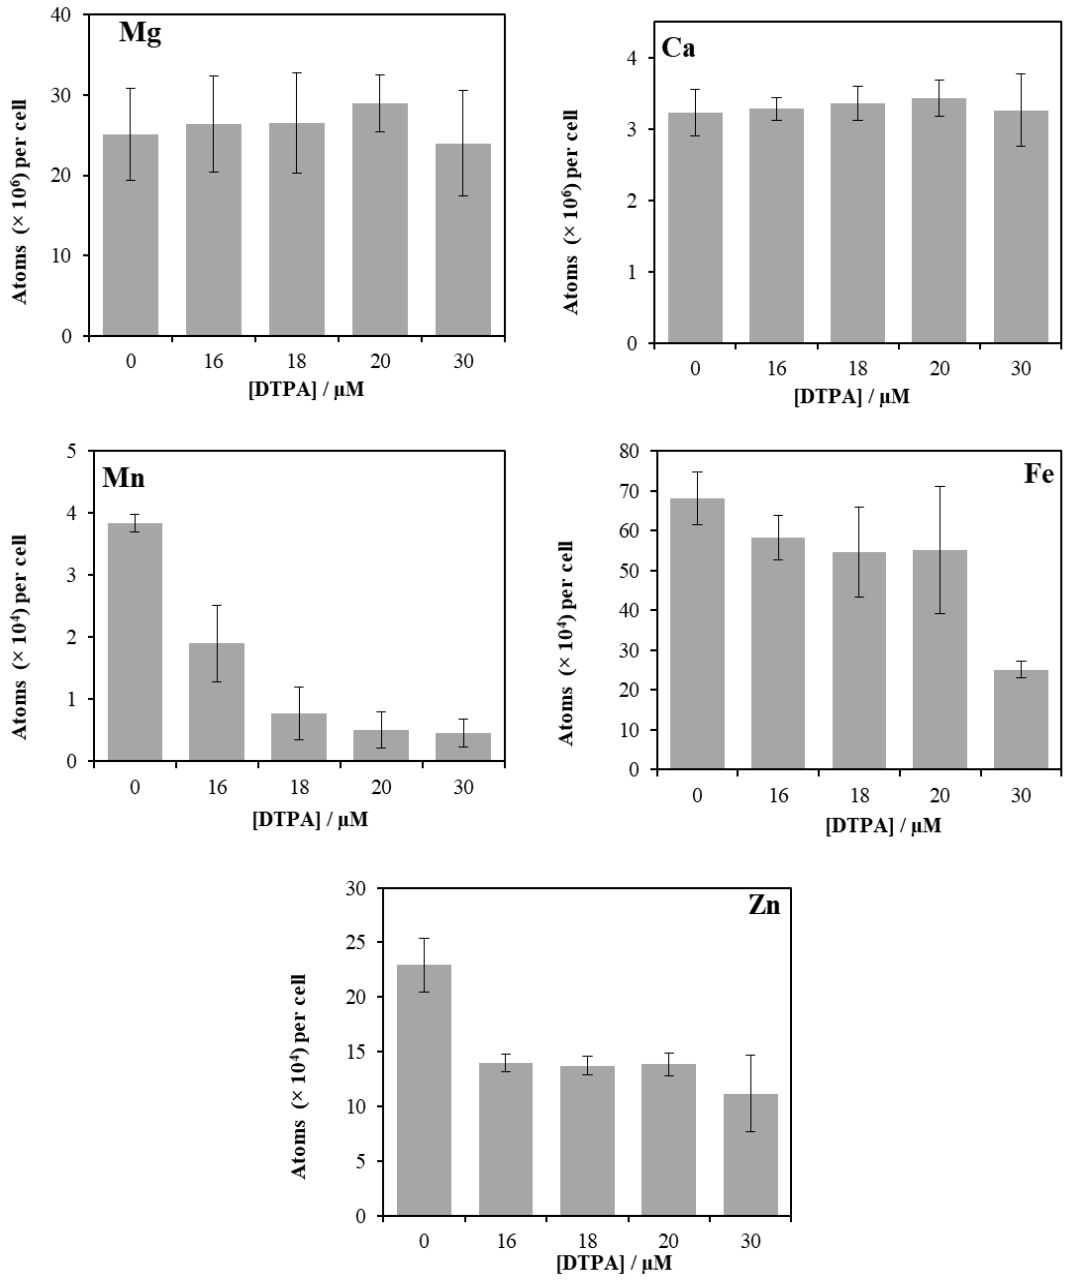 Mg
Atoms (× 10⁶) per cell
40
30
20
10
0
0 16 18 20 30
[DTPA] / μM
Ca
Atoms (× 10⁶) per cell
4
3
2
1
0
0 16 18 20 30
[DTPA] / μM
Mn
Atoms (× 10⁴) per cell
5
4
3
2
1
0
0 16 18 20 30
[DTPA] / μM
Fe
Atoms (× 10⁴) per cell
80
70
60
50
40
30
20
10
0
0 16 18 20 30
[DTPA] / μM
Zn
Atoms (× 10⁴) per cell
30
25
20
15
10
5
0
0 16 18 20 30
[DTPA] / μM